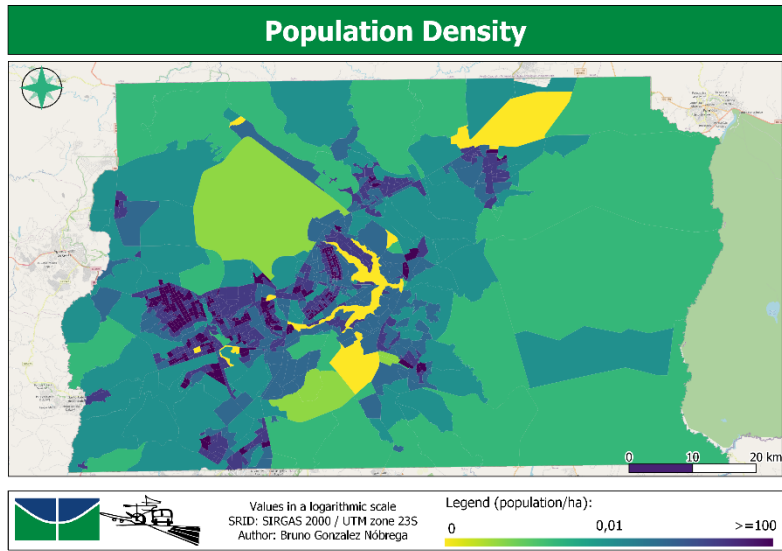 Population Density
0 10 20 km
Values in a logarithmic scale
SRID: SIRGAS 2000 / UTM zone 23S
Author: Bruno Gonzalez Nóbrega
Legend (population/ha):
0 0,01 >=100